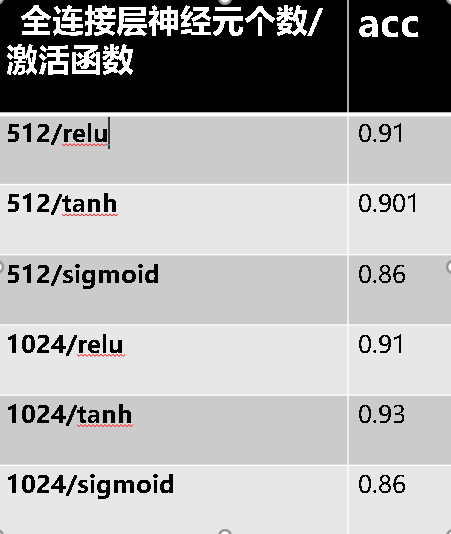 全连接层神经元个数/
激活函数
acc
512/relu
0.91
512/tanh
0.901
512/sigmoid
0.86
1024/relu
0.91
1024/tanh
0.93
1024/sigmoid
0.86